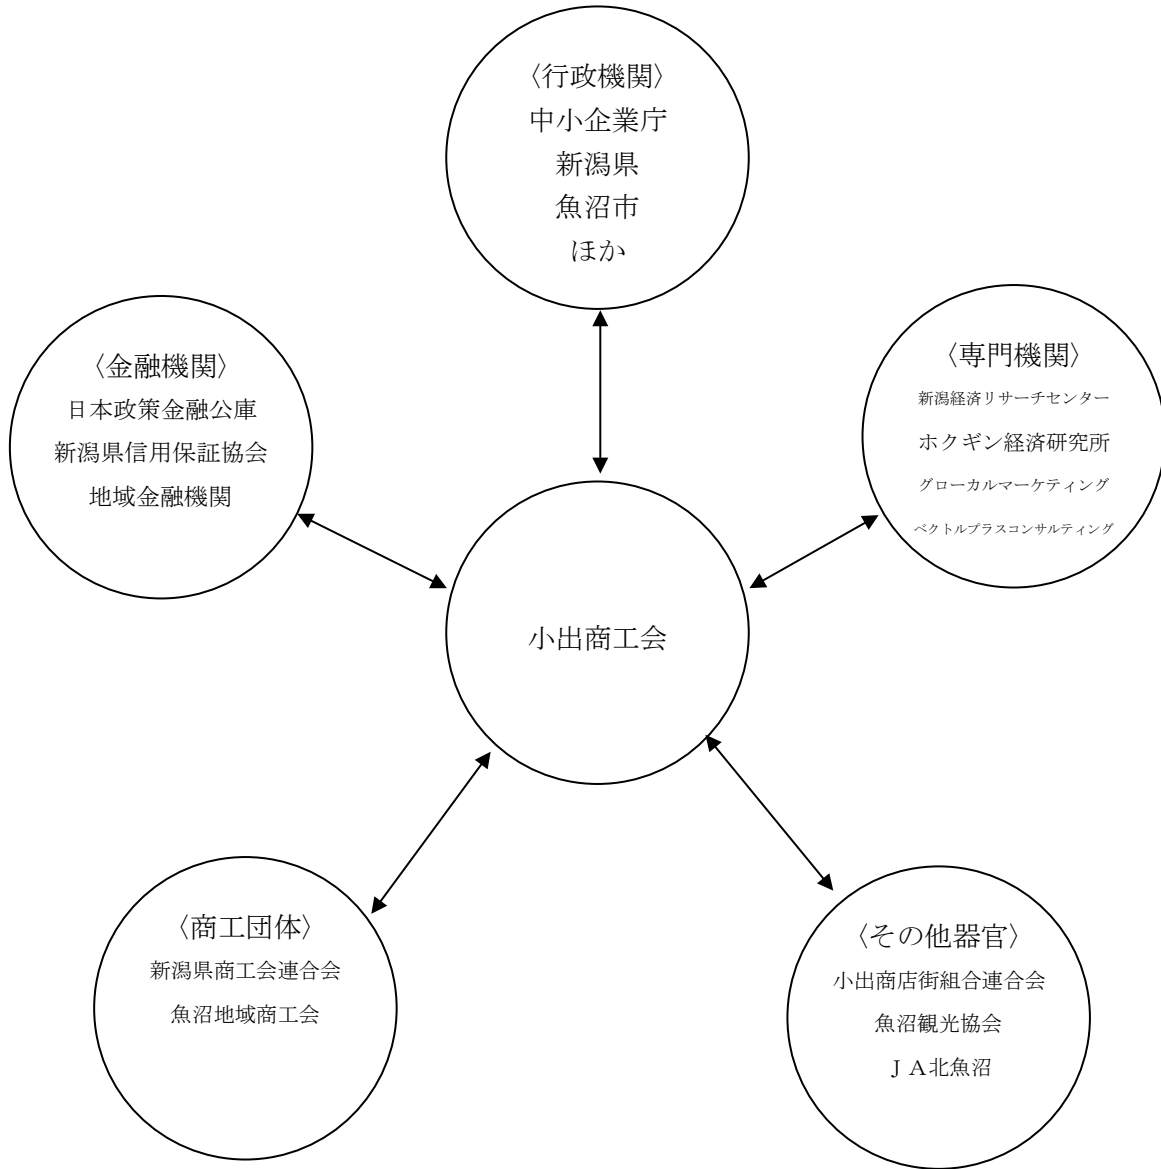 〈行政機関〉
中小企業庁
新潟県
魚沼市
ほか
〈金融機関〉
日本政策金融公庫
新潟県信用保証協会
地域金融機関
〈専門機関〉
新潟経済リサーチセンター
ホクギン経済研究所
グローカルマーケティング
ベクトルプラスコンサルティング
小出商工会
〈商工団体〉
新潟県商工会連合会
魚沼地域商工会
〈その他器官〉
小出商店街組合連合会
魚沼観光協会
ＪＡ北魚沼